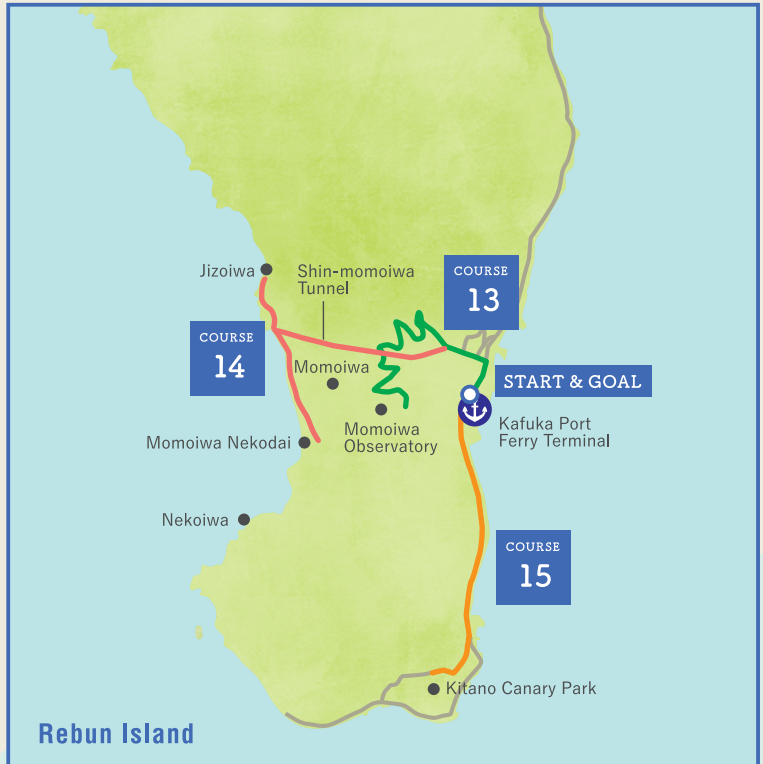 Jizoiwa
Shin-momoiwa
Tunnel
COURSE
13
COURSE
14
Momoiwa
START & GOAL
Momoiwa
Observatory
Kafuka Port
Ferry Terminal
Momoiwa Nekodai
Nekoiwa
COURSE
15
Kitano Canary Park
Rebun Island